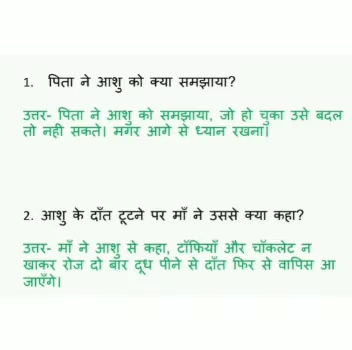 1. पिता ने आशु को क्या समझाया?
उत्तर- पिता ने आशु को समझाया, जो हो चुका उसे बदल
तो नही सकते। मगर आगे से ध्यान रखना।
2. आशु के दाँत टूटने पर माँ ने उससे क्या कहा?
उत्तर- माँ ने आशु से कहा, टॉफियाँ और चॉकलेट न
खाकर रोज दो बार दूध पीने से दाँत फिर से वापिस आ
जाएँगे।